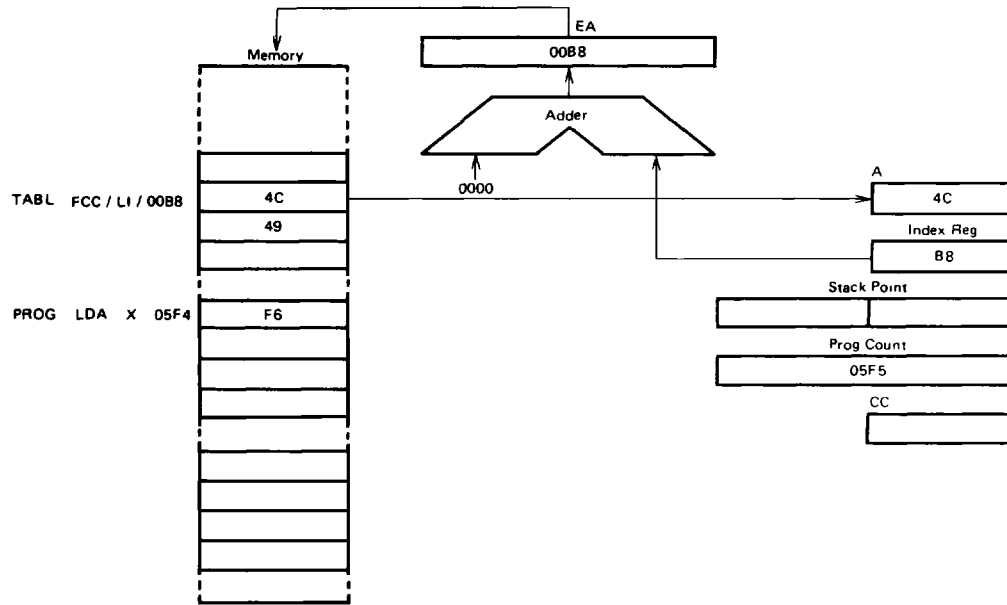 EA
00B8
Memory
Adder
0000
A
TABL FCC / LI / 00B8
4C
4C
49
Index Reg
B8
Stack Point
PROG LDA X 05F4
F6
Prog Count
05F5
CC